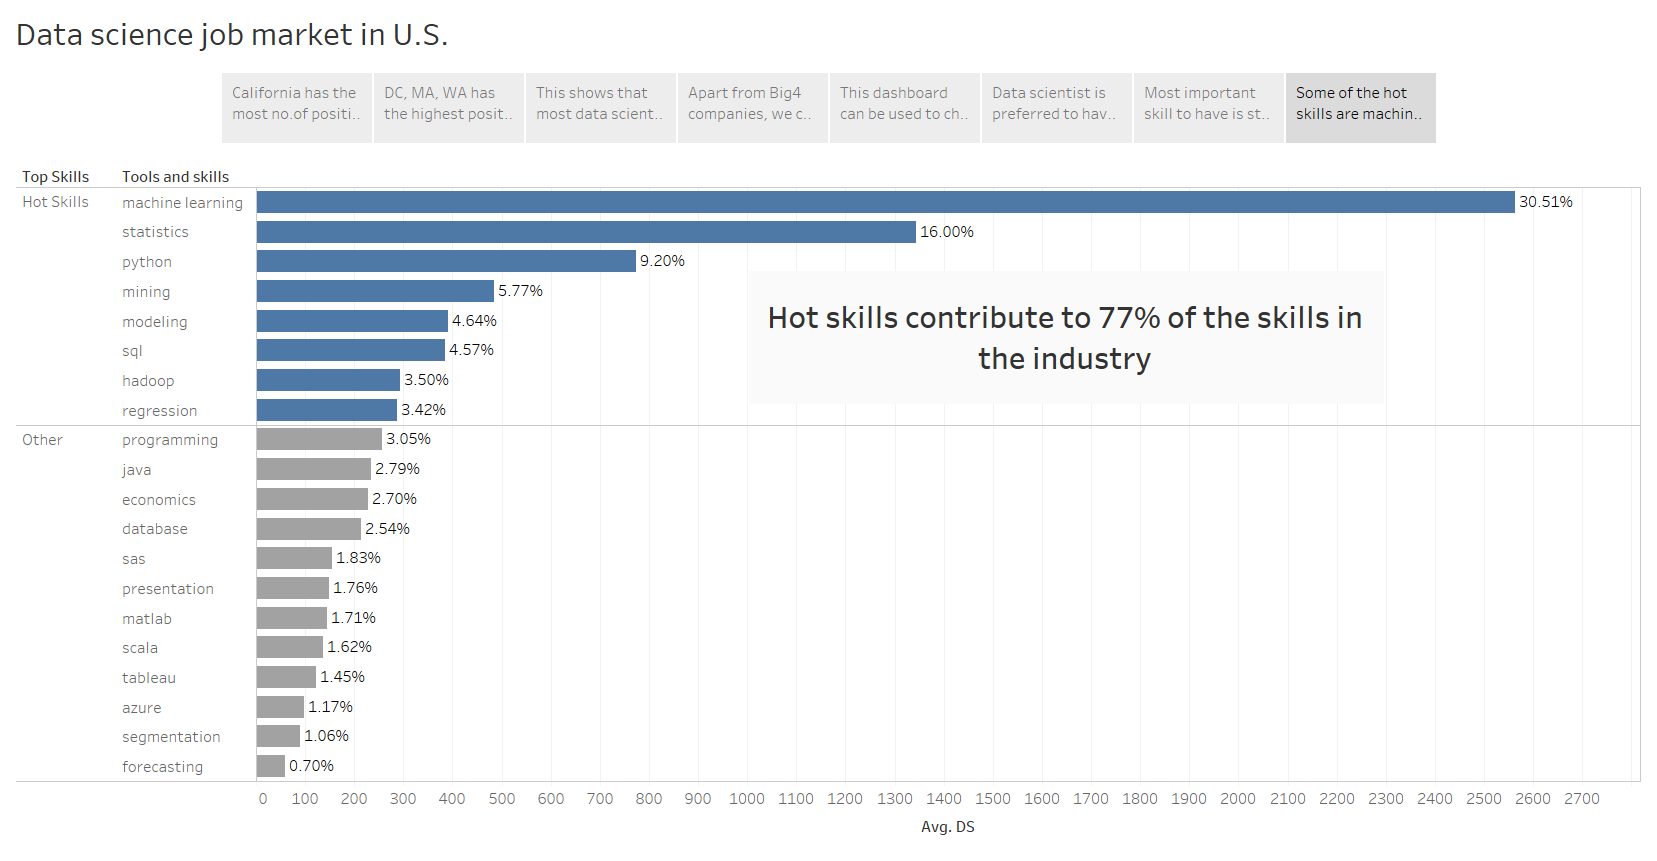 Data science job market in U.S.
California has the
most no.of positi..
DC, MA, WA has
the highest posit..
This shows that
most data scient..
Apart from Big4
companies, we c..
This dashboard
can be used to ch..
Data scientist is
preferred to hav..
Most important
skill to have is st..
Some of the hot
skills are machin..
Top Skills Tools and skills
Hot Skills machine learning 30.51%
statistics 16.00%
python 9.20%
mining 5.77%
modeling 4.64%
sql 4.57%
hadoop 3.50%
regression 3.42%
Hot skills contribute to 77% of the skills in
the industry
Other programming 3.05%
java 2.79%
economics 2.70%
database 2.54%
sas 1.83%
presentation 1.76%
matlab 1.71%
scala 1.62%
tableau 1.45%
azure 1.17%
segmentation 1.06%
forecasting 0.70%
0 100 200 300 400 500 600 700 800 900 1000 1100 1200 1300 1400 1500 1600 1700 1800 1900 2000 2100 2200 2300 2400 2500 2600 2700
Avg. DS